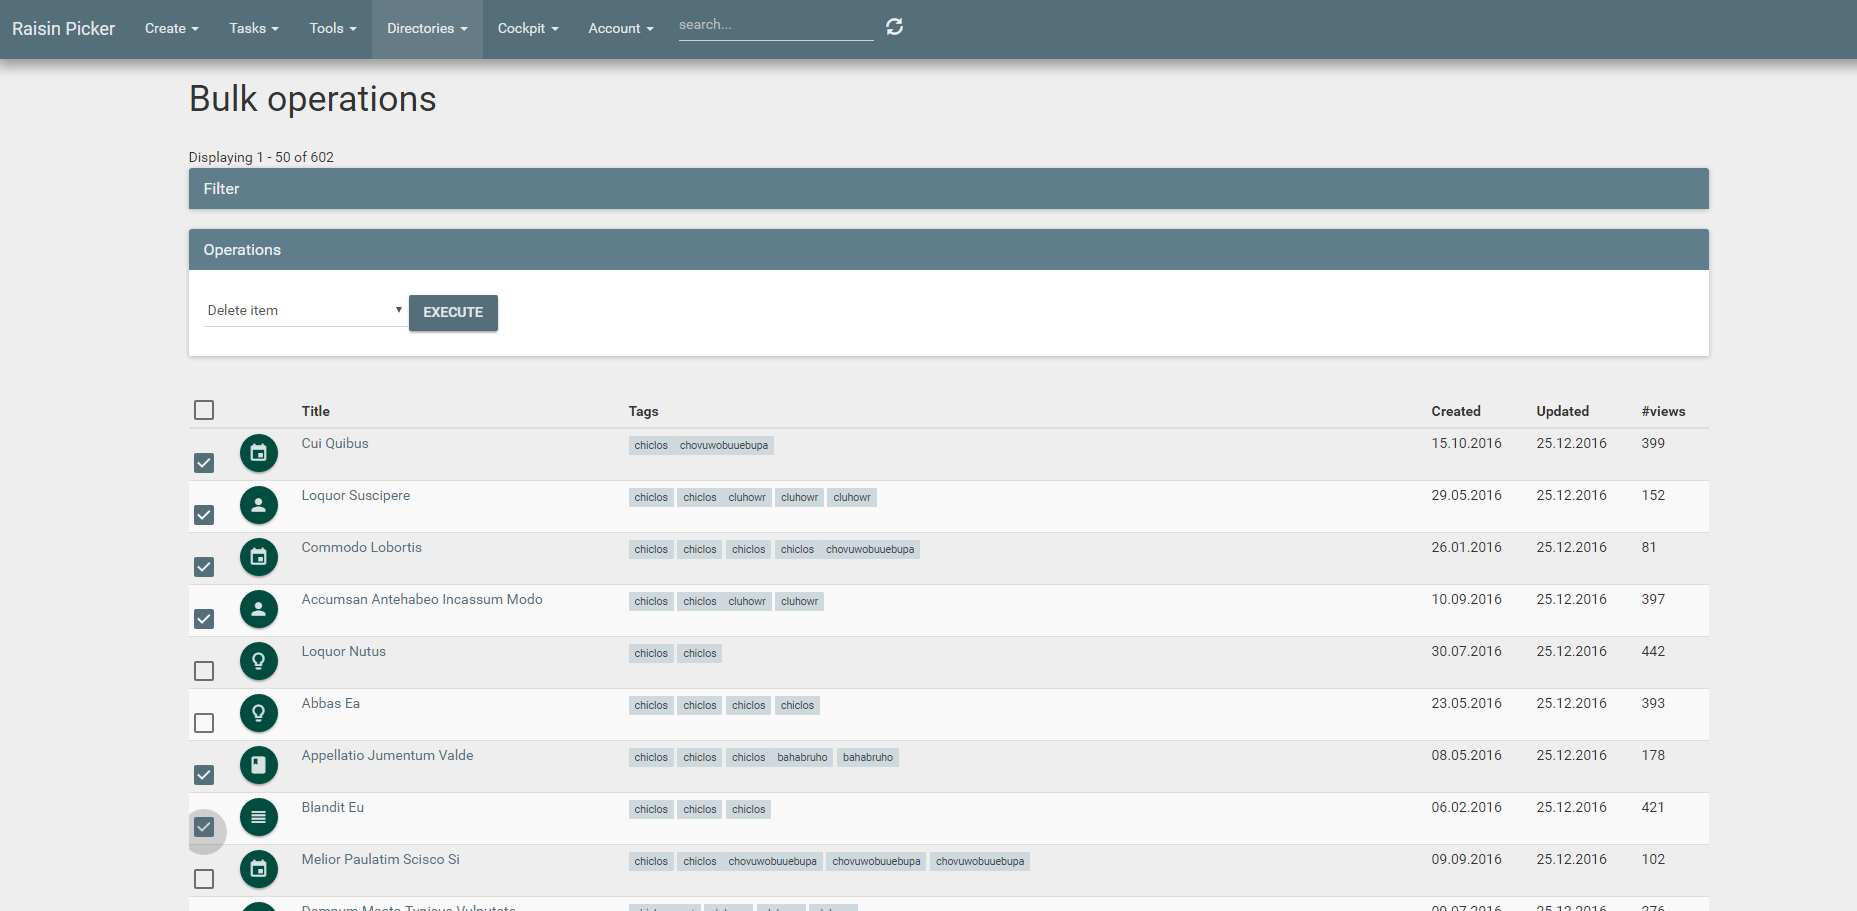 Raisin Picker Create Tasks Tools Directories Cockpit Account search...
Bulk operations
Displaying 1 - 50 of 602
Filter
Operations
Delete item EXECUTE
Title Tags Created Updated #views
Cui Quibus chiclos chovuwobuuebupa 15.10.2016 25.12.2016 399
Loquor Suscipere chiclos chiclos cluhowr cluhowr cluhowr 29.05.2016 25.12.2016 152
Commodo Lobortis chiclos chiclos chiclos chiclos chovuwobuuebupa 26.01.2016 25.12.2016 81
Accumsan Antehabeo Incassum Modo chiclos chiclos cluhowr cluhowr 10.09.2016 25.12.2016 397
Loquor Nutus chiclos chiclos 30.07.2016 25.12.2016 442
Abbas Ea chiclos chiclos chiclos chiclos 23.05.2016 25.12.2016 393
Appellatio Jumentum Valde chiclos chiclos chiclos bahabruho bahabruho 08.05.2016 25.12.2016 178
Blandit Eu chiclos chiclos chiclos 06.02.2016 25.12.2016 421
Melior Paulatim Scisco Si chiclos chiclos chovuwobuuebupa chovuwobuuebupa chovuwobuuebupa 09.09.2016 25.12.2016 102
09.07.2016 25.12.2016 276